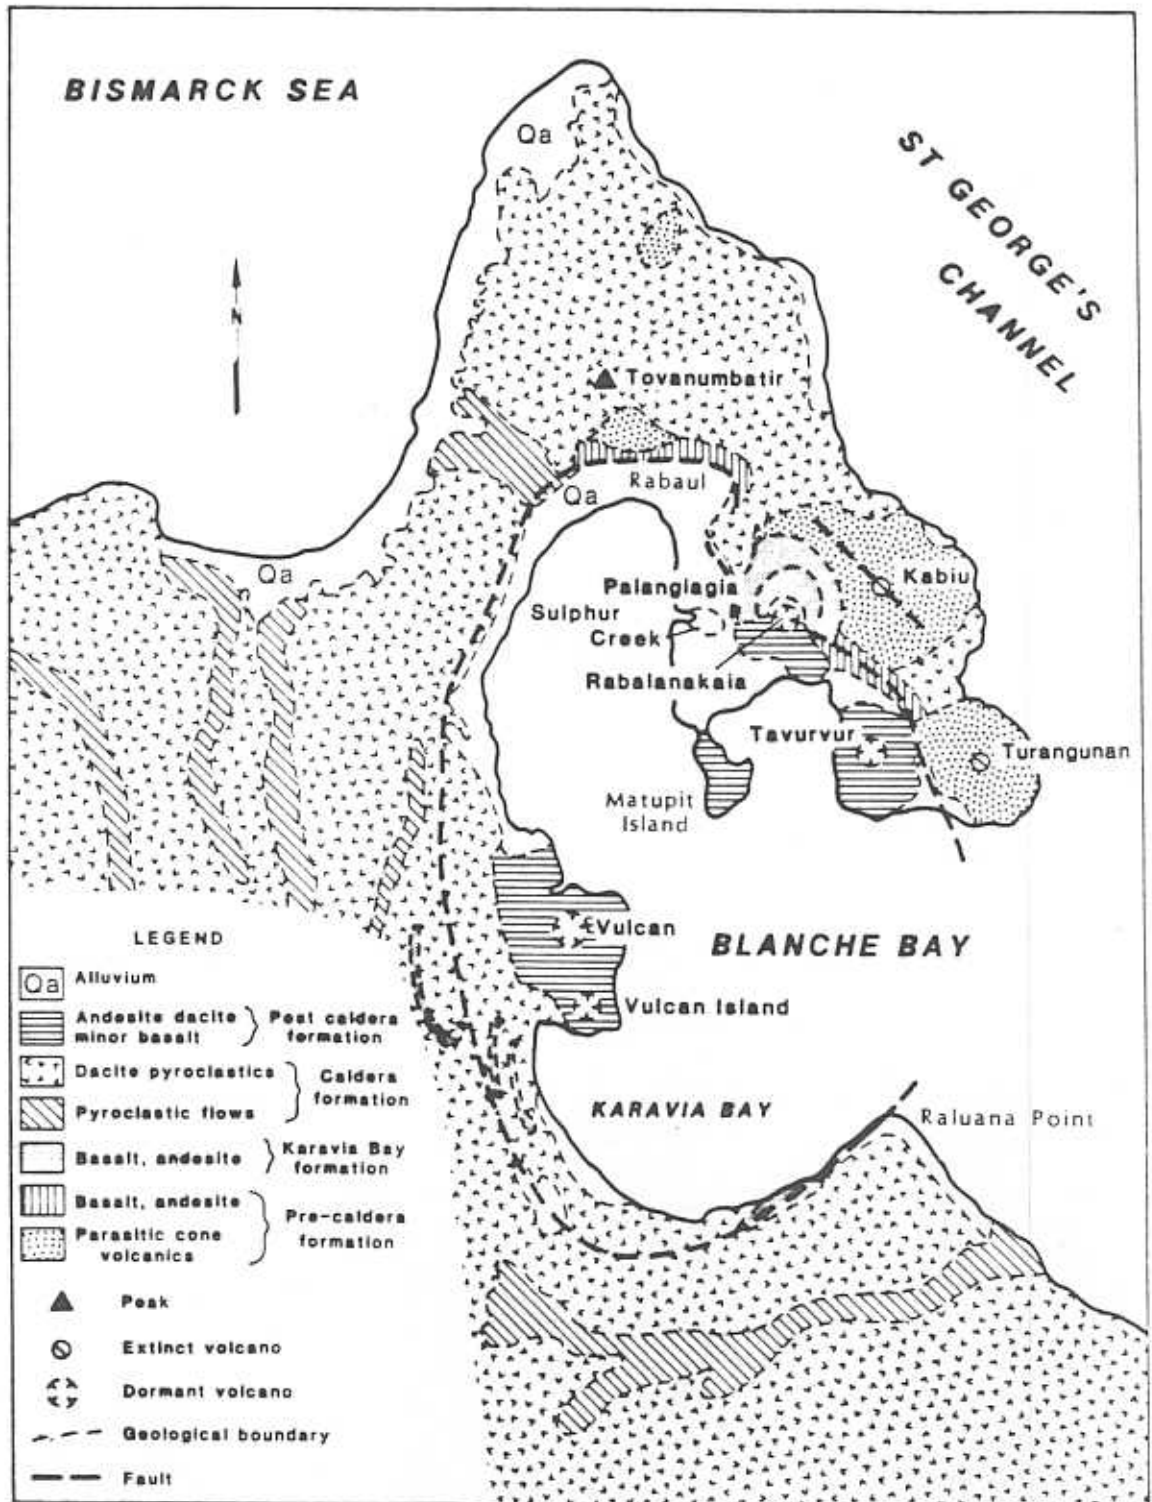 BISMARCK SEA
ST GEORGE'S
CHANNEL
Qa
N
Tovanumbatir
Rabaul
Qa
Qa
Kabiu
Palangiagia
Sulphur
Creek
Rabalanakaia
Tavurvur
Turangunan
Matupit
Island
Vulcan
BLANCHE BAY
Vulcan Island
KARAVIA BAY
Raluana Point
LEGEND
Qa Alluvium
Andesite dacite
minor basalt
Post caldera
formation
Dacite pyroclastics
Pyroclastic flows
Caldera
formation
Basalt, andesite
Karavia Bay
formation
Basalt, andesite
Parasitic cone
volcanics
Pre-caldera
formation
Peak
Extinct volcano
Dormant volcano
Geological boundary
Fault